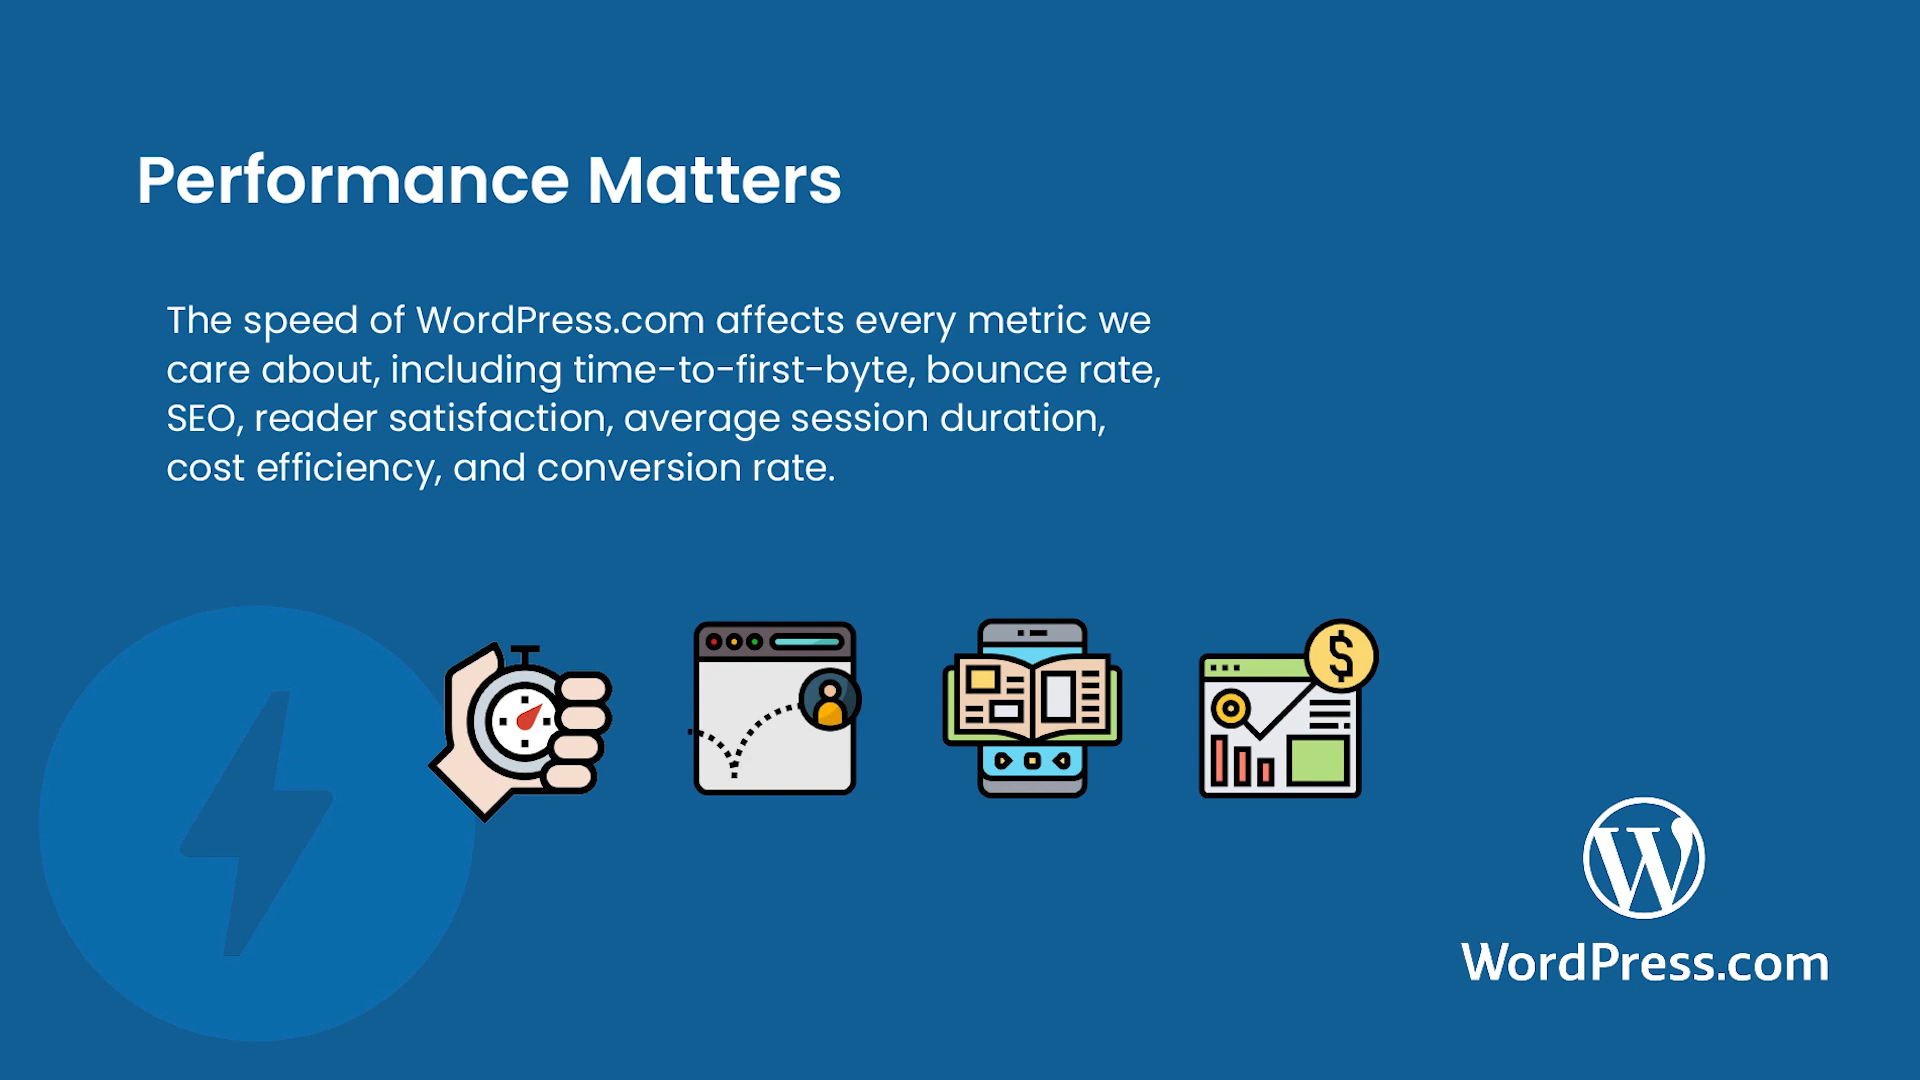 Performance Matters
The speed of WordPress.com affects every metric we
care about, including time-to-first-byte, bounce rate,
SEO, reader satisfaction, average session duration,
cost efficiency, and conversion rate.
$
W
WordPress.com